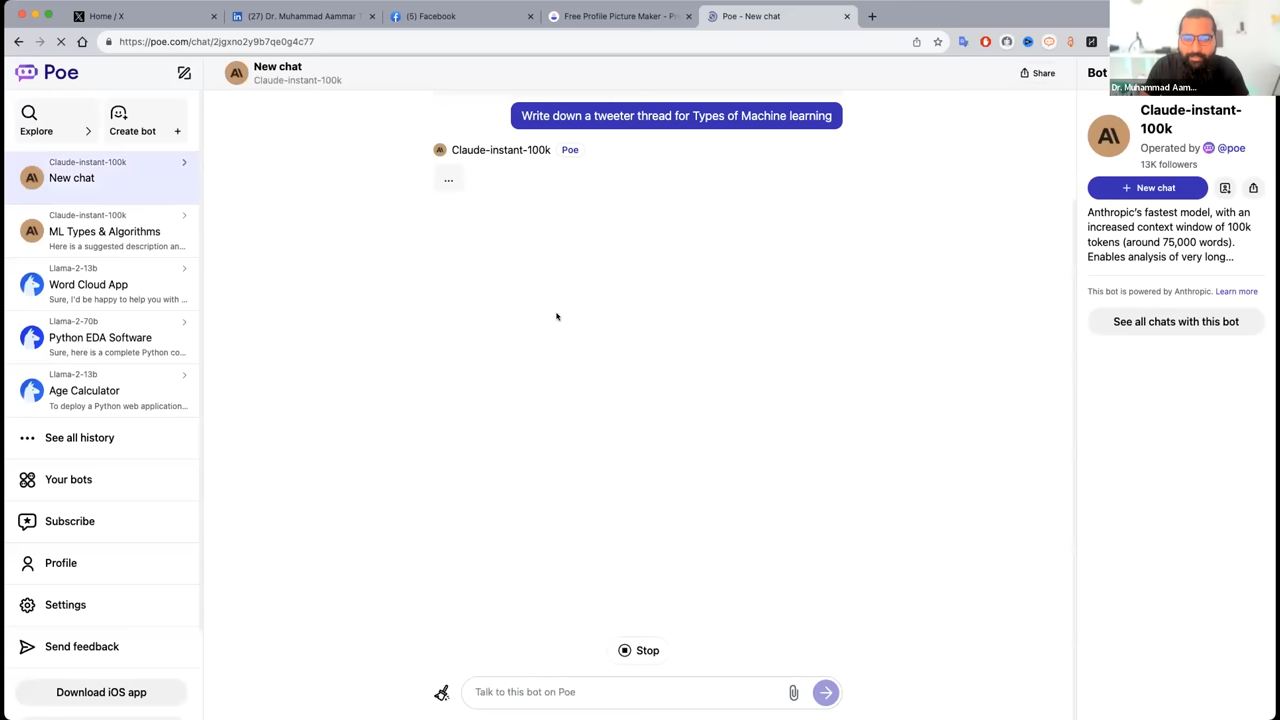 Home / X
(27) Dr. Muhammad Aammar T
(5) Facebook
Free Profile Picture Maker - Pr
Poe - New chat
https://poe.com/chat/2jgxno2y9b7qe0g4c77
Dr. Muhammad Aam...
Poe
Explore
Create bot
Claude-instant-100k
New chat
Claude-instant-100k
ML Types & Algorithms
Here is a suggested description an...
Llama-2-13b
Word Cloud App
Sure, I'd be happy to help you with ...
Llama-2-70b
Python EDA Software
Sure, here is a complete Python co...
Llama-2-13b
Age Calculator
To deploy a Python web application...
See all history
Your bots
Subscribe
Profile
Settings
Send feedback
Download iOS app
New chat
Claude-instant-100k
Share
Write down a tweeter thread for Types of Machine learning
Claude-instant-100k Poe
...
Stop
Talk to this bot on Poe
Bot
Claude-instant-
100k
Operated by @poe
13K followers
New chat
Anthropic's fastest model, with an
increased context window of 100k
tokens (around 75,000 words).
Enables analysis of very long...
This bot is powered by Anthropic. Learn more
See all chats with this bot